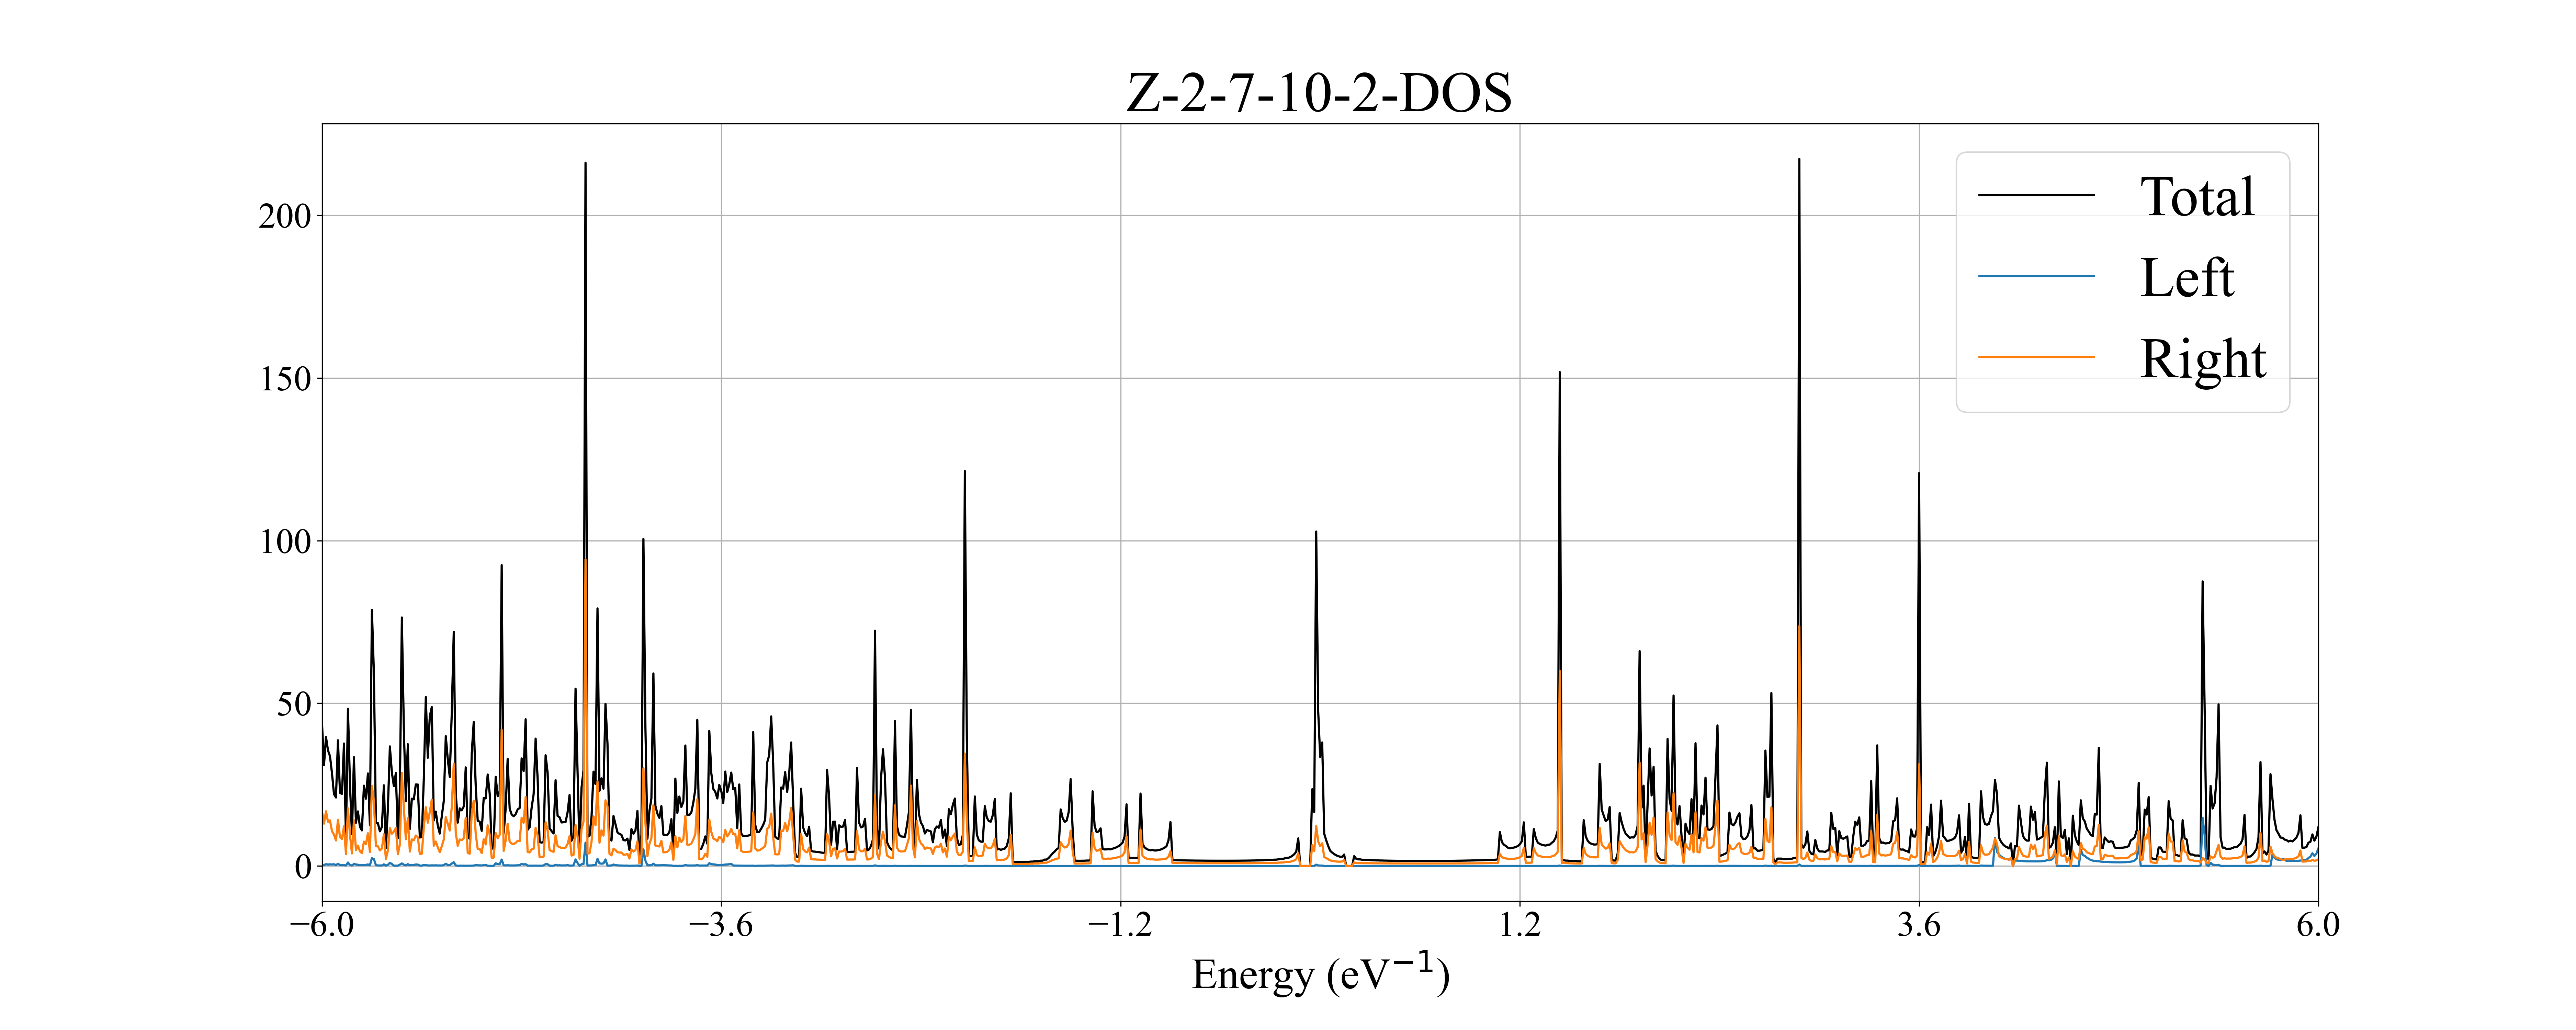 Z-2-7-10-2-DOS
Total
Left
Right
200
150
100
50
0
−6.0 −3.6 −1.2 1.2 3.6 6.0
Energy (eV⁻¹)